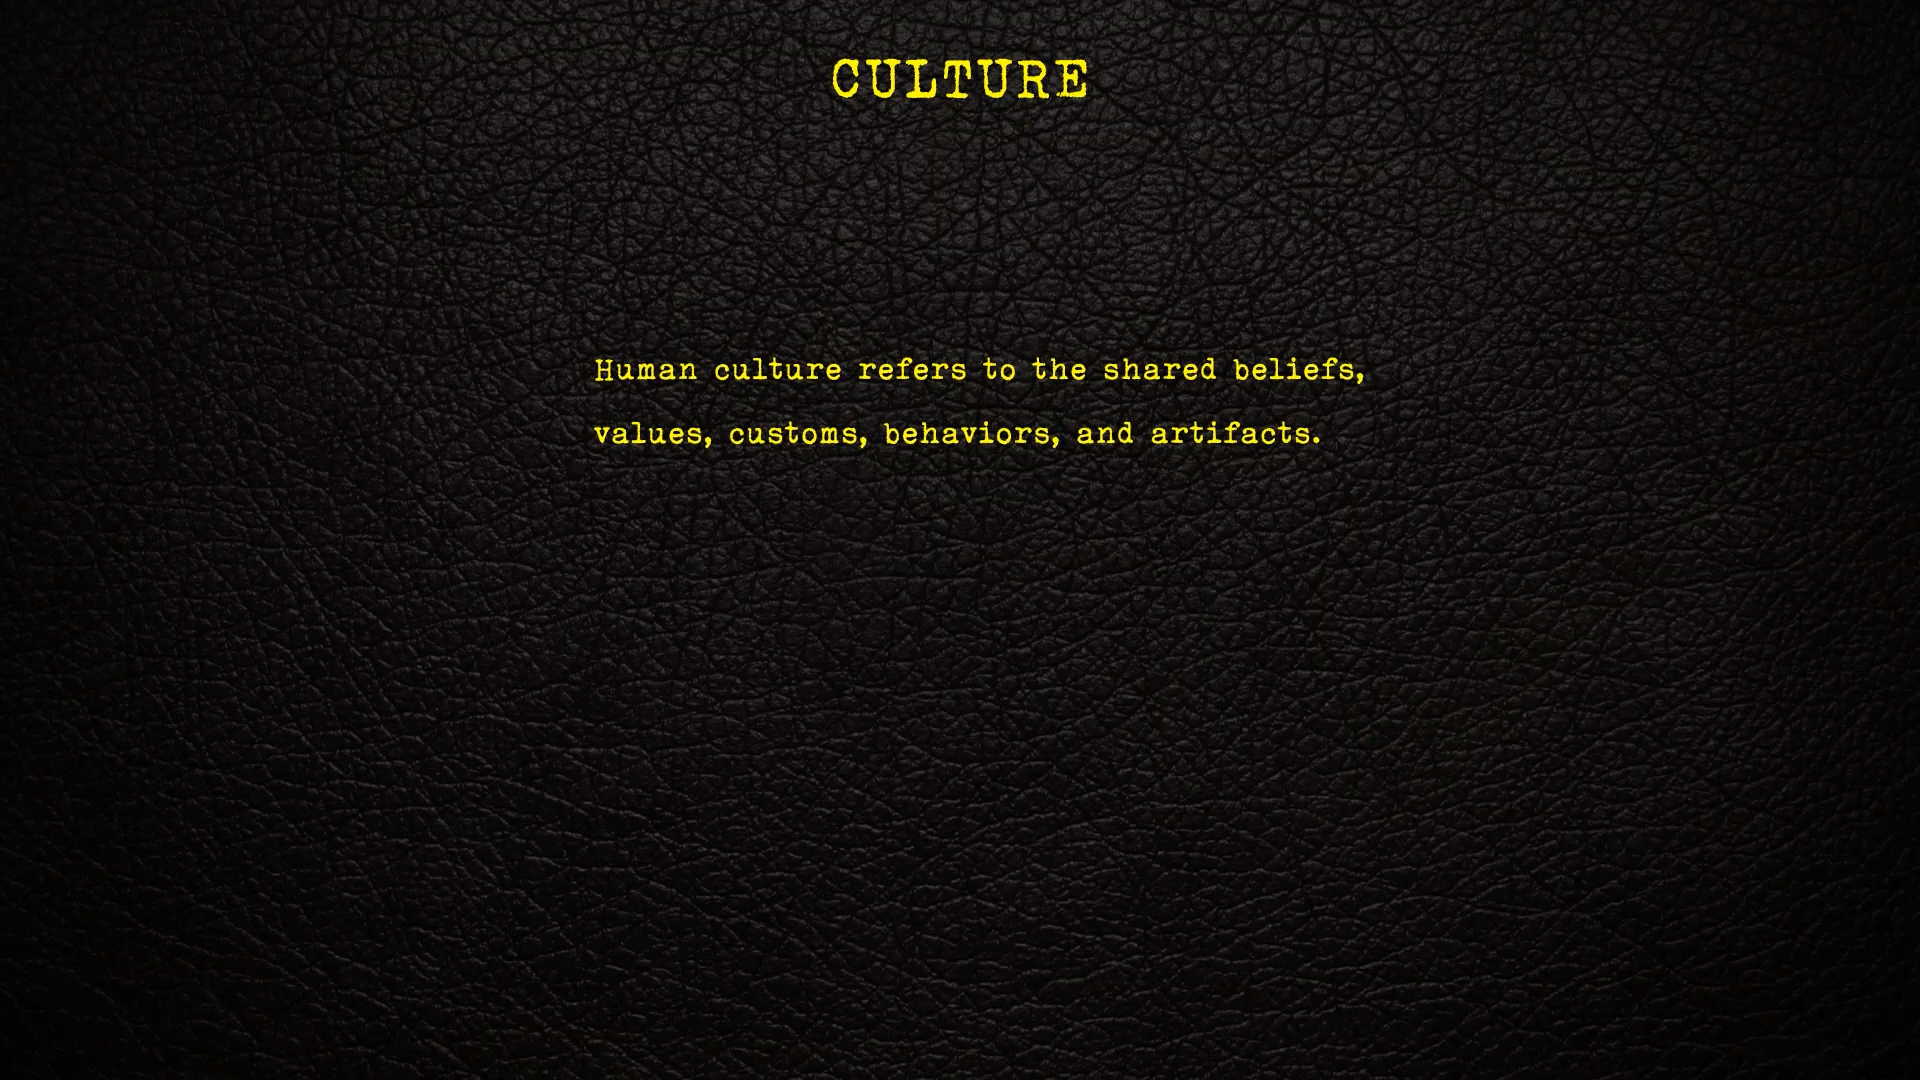 CULTURE
Human culture refers to the shared beliefs,
values, customs, behaviors, and artifacts.